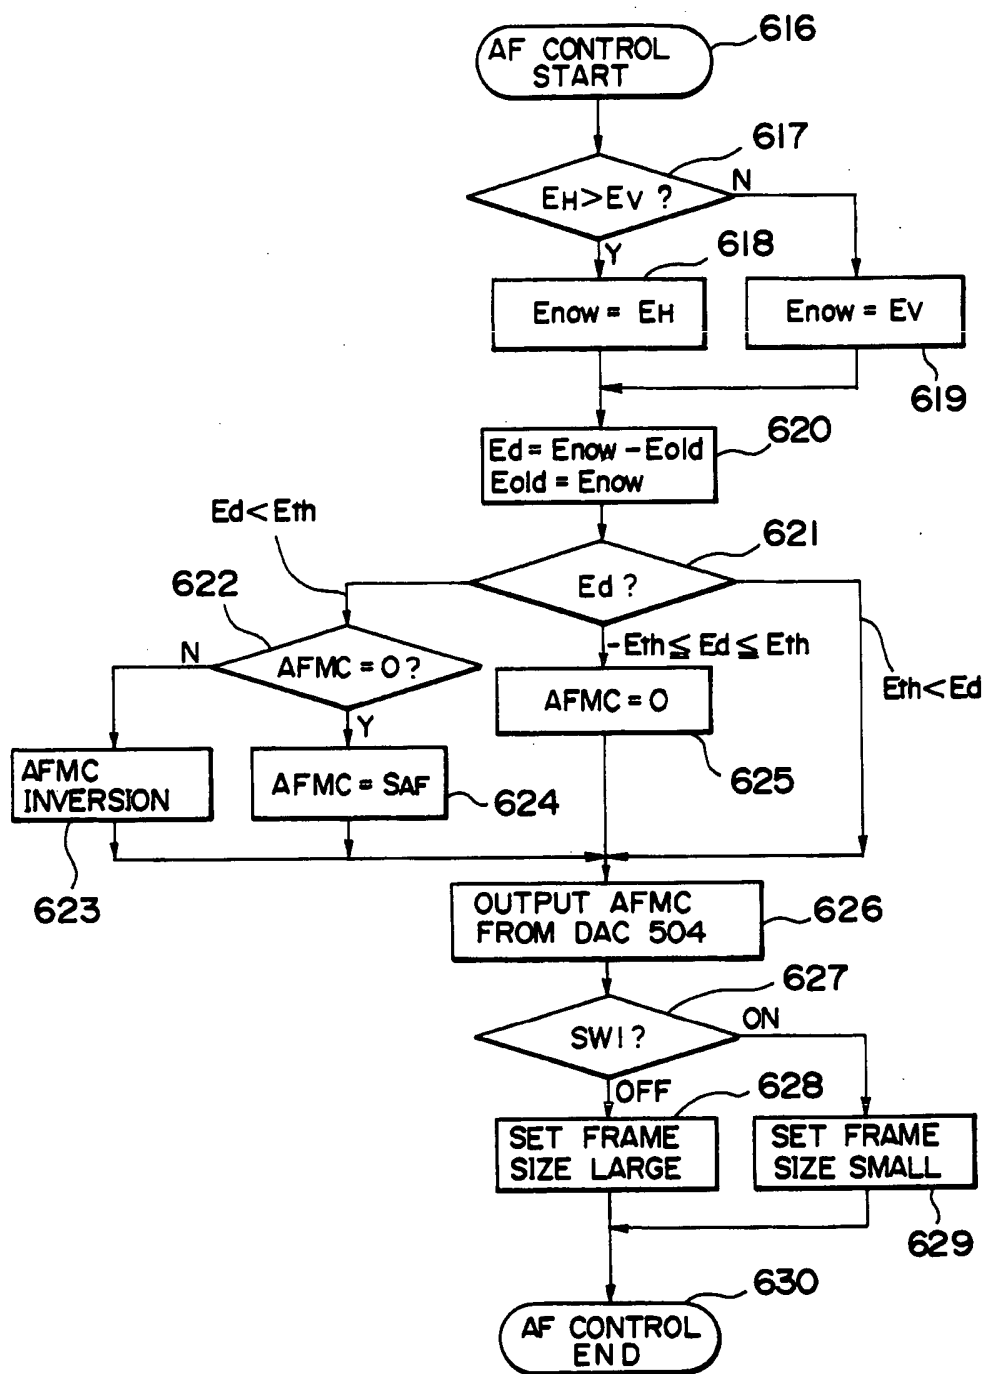 AF CONTROL
START
616
617
EH>EV ?
N
Y
618
Enow = EH
Enow = EV
619
620
Ed = Enow - Eold
Eold = Enow
Ed<Eth
621
Ed ?
622
N
AFMC = 0 ?
-Eth ≦ Ed ≦ Eth
Eth<Ed
AFMC = 0
Y
625
AFMC
INVERSION
AFMC = SAF
624
623
OUTPUT AFMC
FROM DAC 504
626
627
SW1 ?
ON
OFF
628
SET FRAME
SIZE LARGE
SET FRAME
SIZE SMALL
629
630
AF CONTROL
END